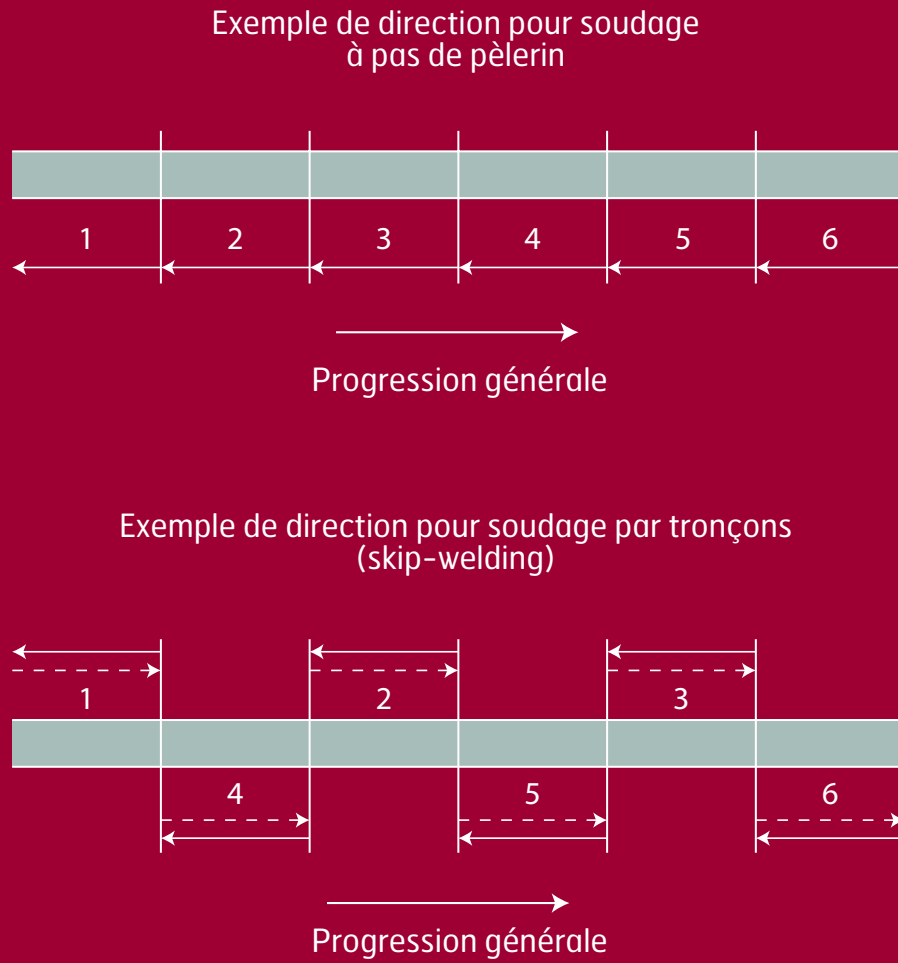 Exemple de direction pour soudage
à pas de pèlerin
1 2 3 4 5 6
Progression générale
Exemple de direction pour soudage par tronçons
(skip-welding)
1 2 3
4 5 6
Progression générale